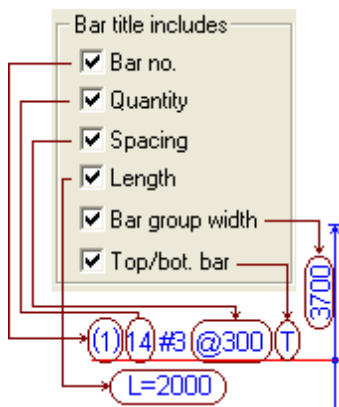 Bar title includes
Bar no.
Quantity
Spacing
Length
Bar group width
Top/bot. bar
3700
(1) 14 #3 @300 T
L=2000